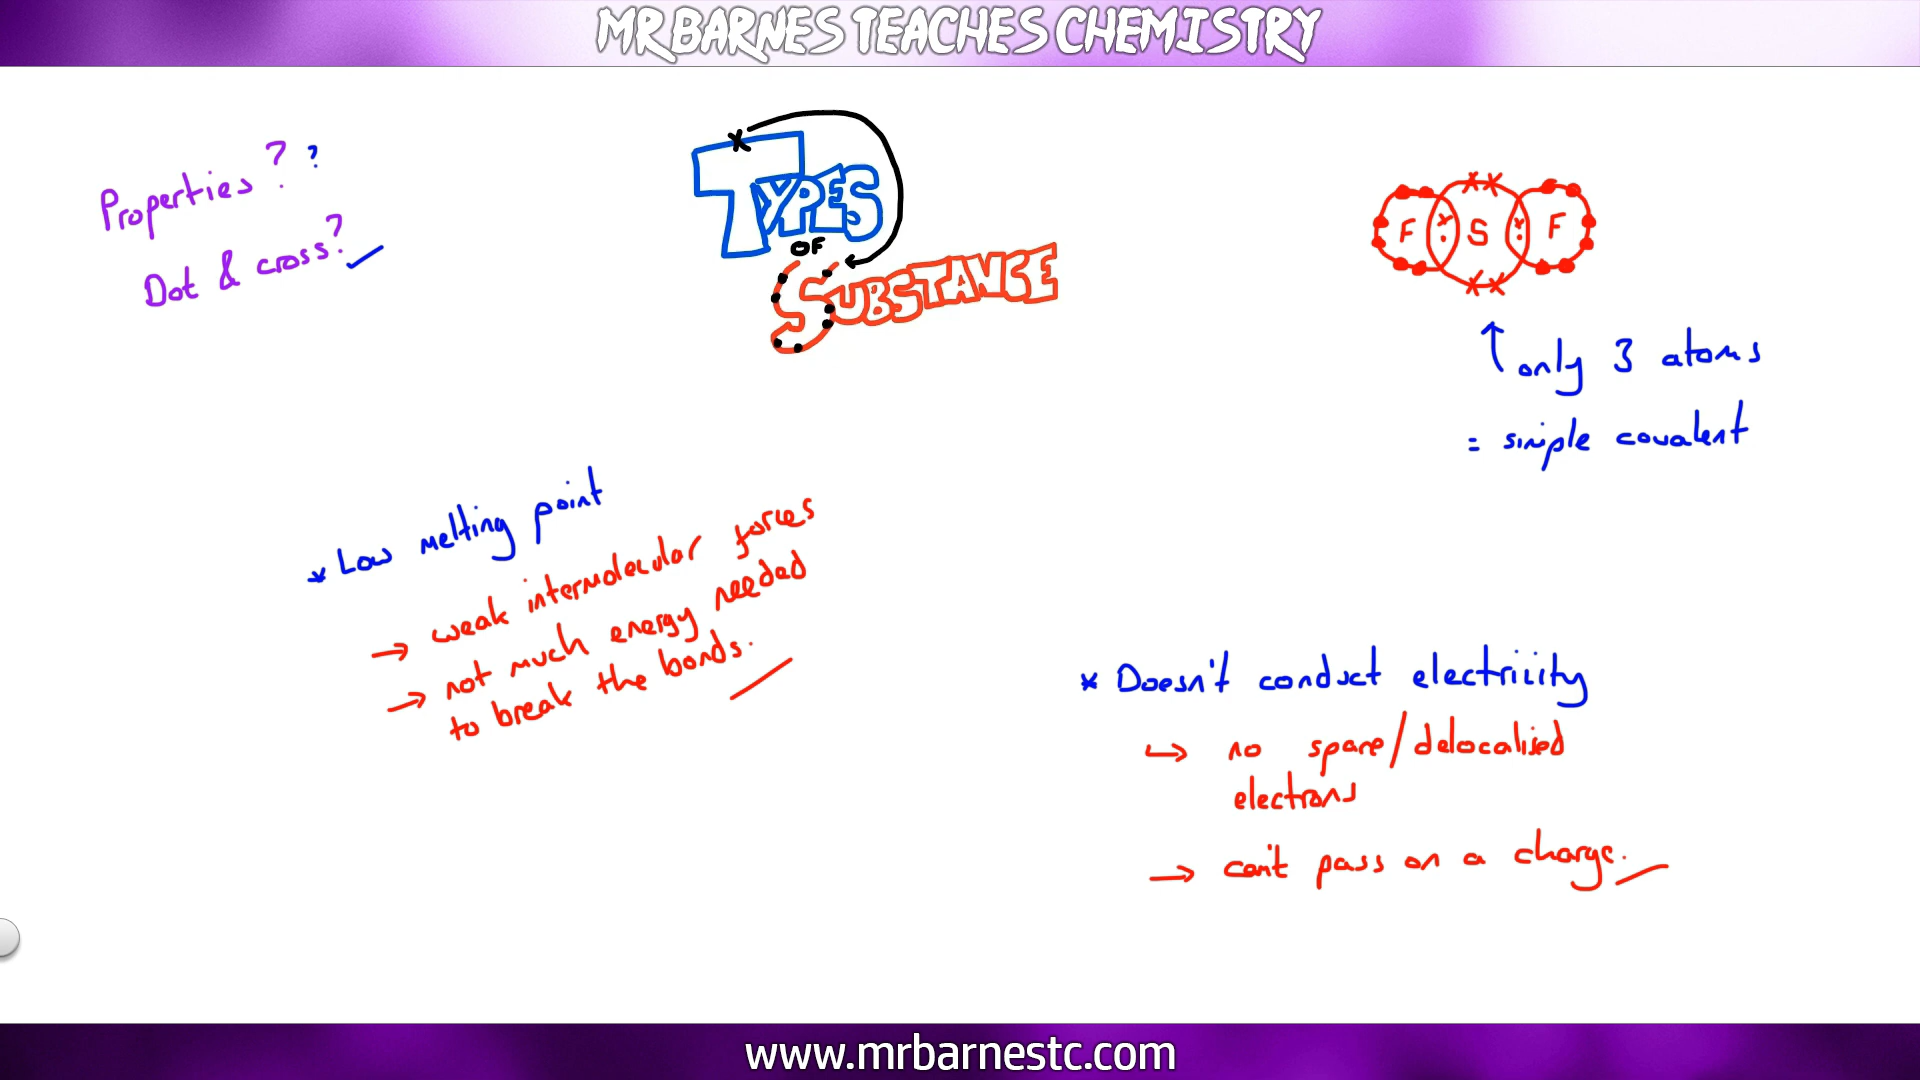 MR BARNES TEACHES CHEMISTRY
Properties? ?
Dot & cross?
TYPES
OF
SUBSTANCE
F S F
only 3 atoms
= simple covalent
* Low melting point
→ weak intermolecular forces
→ not much energy needed
to break the bonds.
* Doesn't conduct electricity
↳ no spare/delocalised
electrons
→ can't pass on a charge.
www.mrbarnestc.com